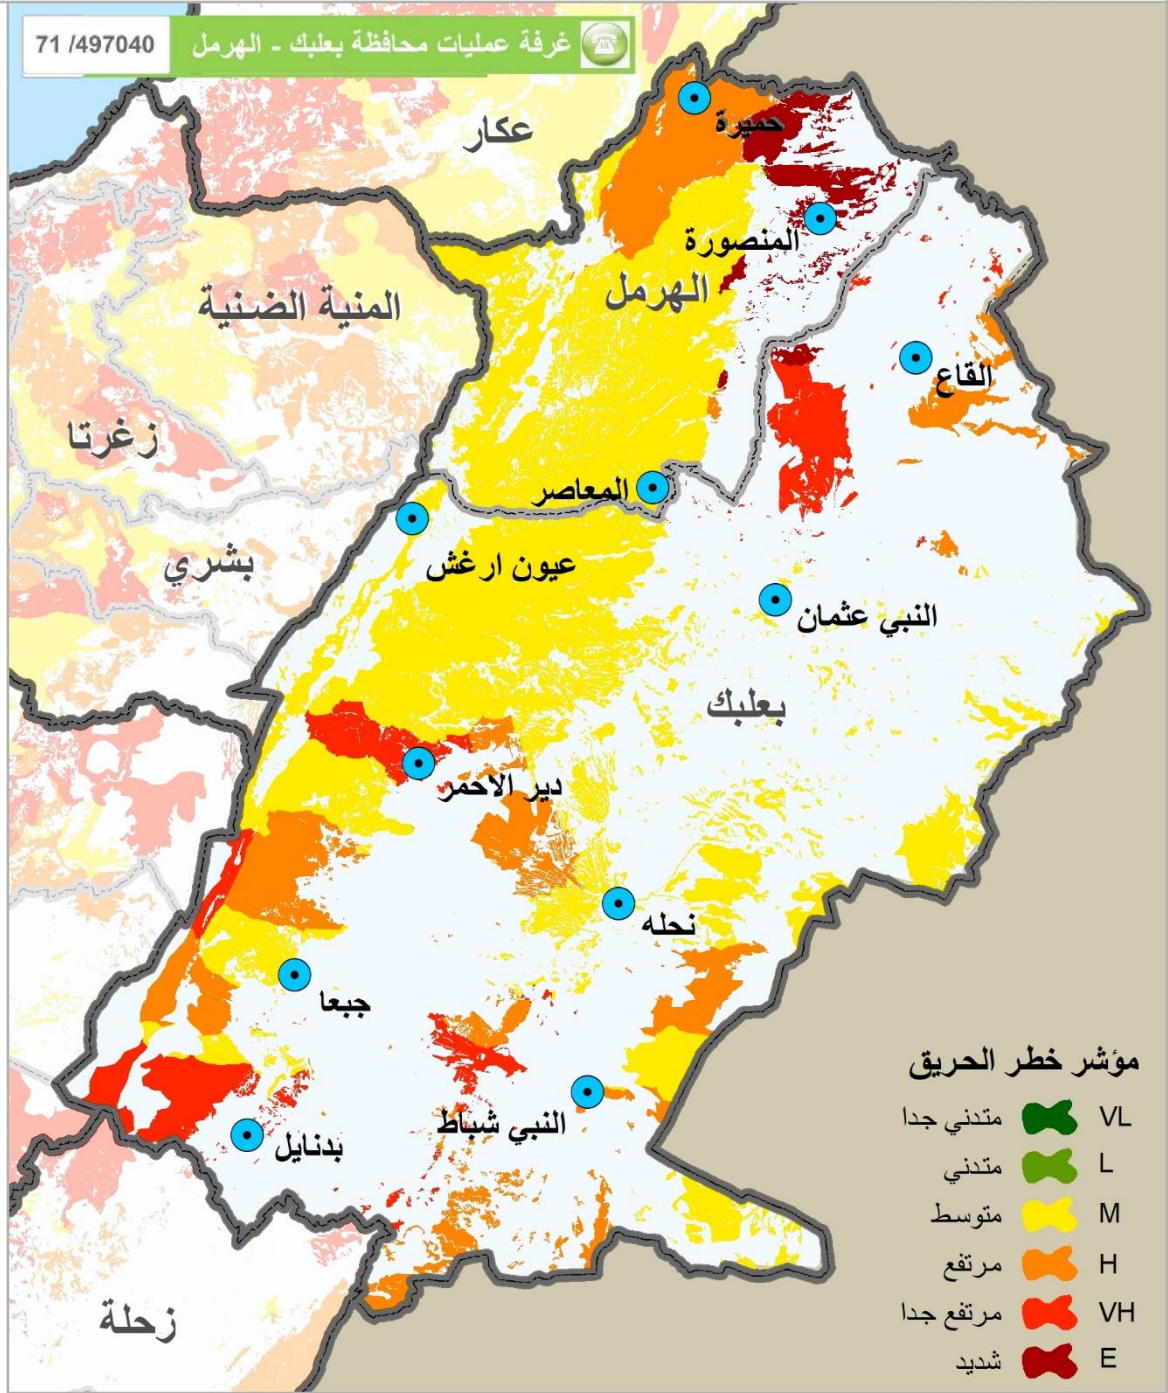 غرفة عمليات محافظة بعلبك - الهرمل
71 /497040
عكار
حميرة
المنصورة
الهرمل
المنية الضنية
القاع
زغرتا
المعاصر
عيون ارغش
بشري
النبي عثمان
بعلبك
دير الاحمر
نحله
جبعا
النبي شباط
بدنايل
زحلة
مؤشر خطر الحريق
متدني جدا VL
متدني L
متوسط M
مرتفع H
مرتفع جدا VH
شديد E